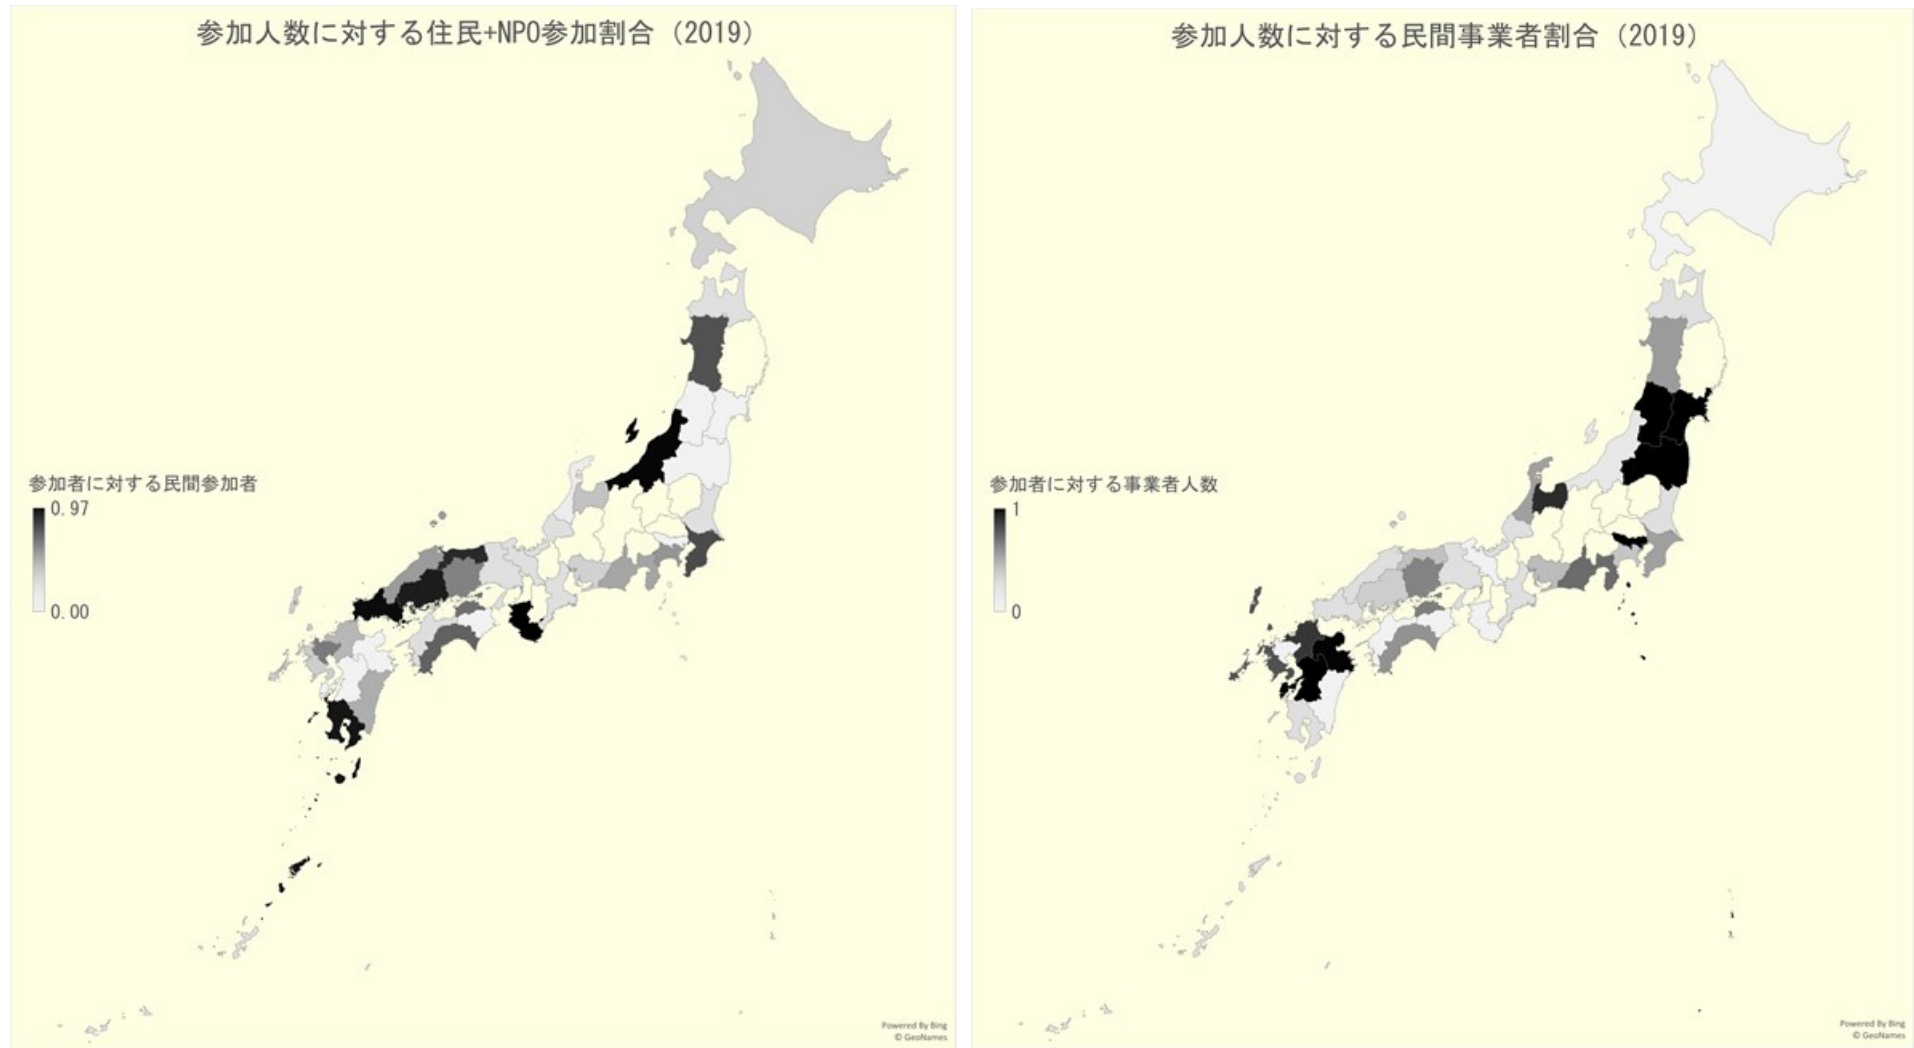 参加人数に対する住民+NPO参加割合（2019）
参加者に対する民間参加者
0.97
0.00
Powered By Bing
© GeoNames
参加人数に対する民間事業者割合（2019）
参加者に対する事業者人数
1
0
Powered By Bing
© GeoNames